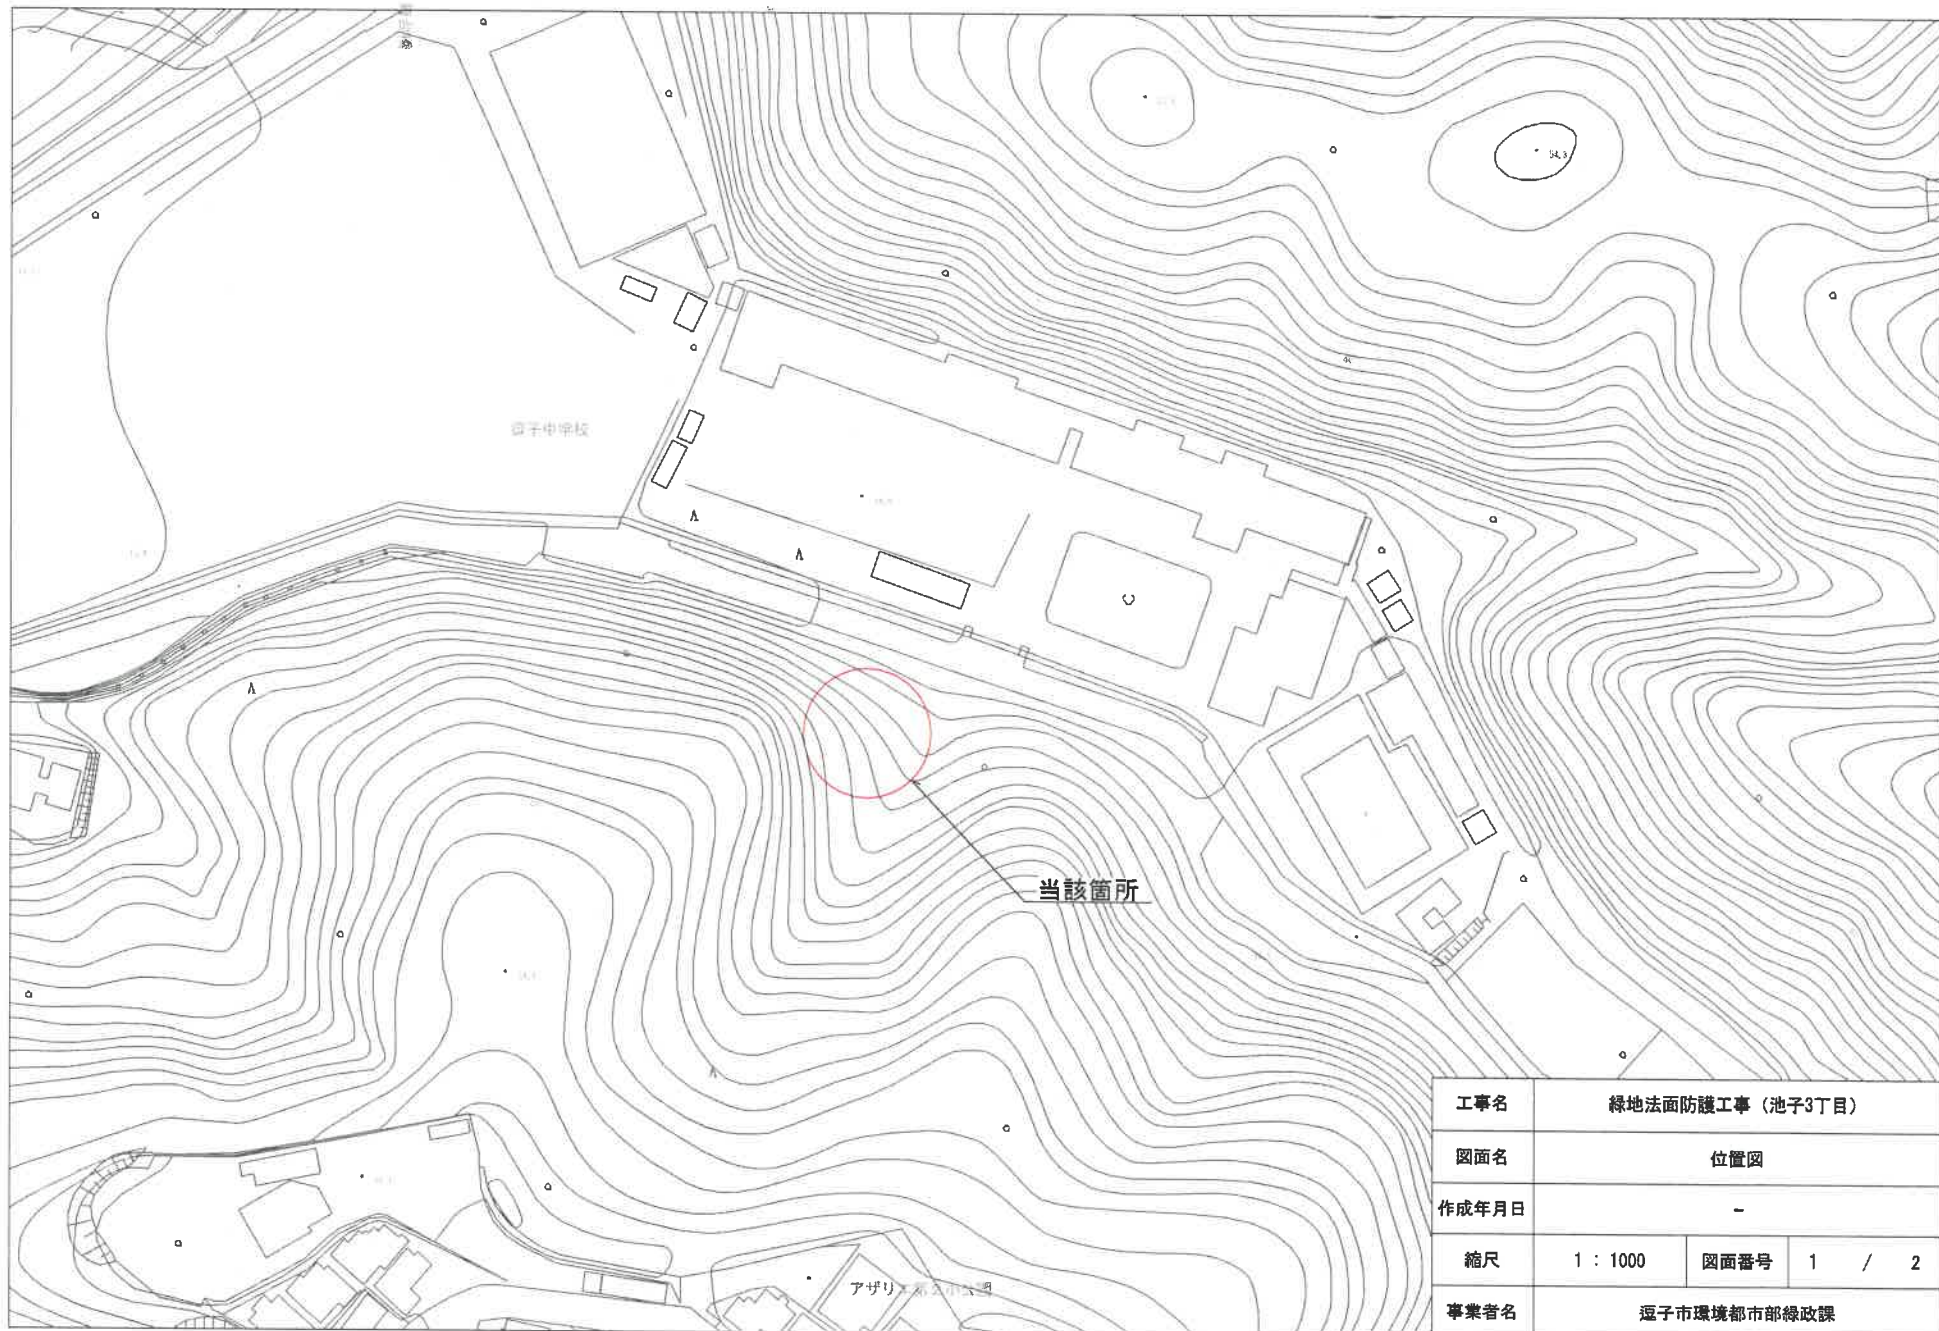 54.3
逗子中学校
当該箇所
アザリ
工事名 緑地法面防護工事（池子3丁目）
図面名 位置図
作成年月日 －
縮尺 1 : 1000 図面番号 1 / 2
事業者名 逗子市環境都市部緑政課